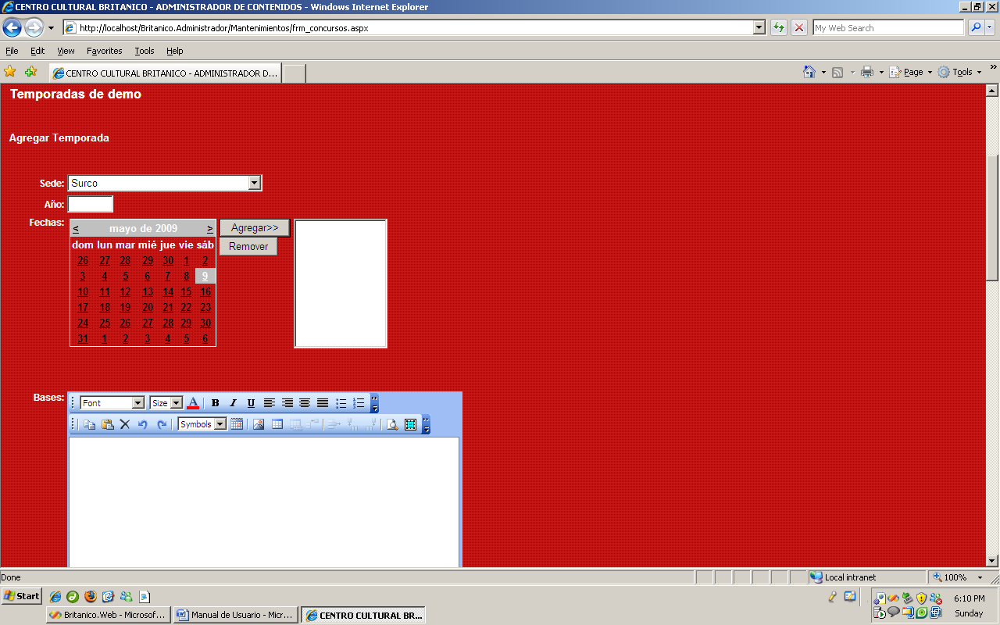 CENTRO CULTURAL BRITANICO - ADMINISTRADOR DE CONTENIDOS - Windows Internet Explorer
http://localhost/Britanico.Administrador/Mantenimientos/frm_concursos.aspx
My Web Search
File Edit View Favorites Tools Help
CENTRO CULTURAL BRITANICO - ADMINISTRADOR D...
Page Tools
Temporadas de demo
Agregar Temporada
Sede: Surco
Año:
Fechas:
< mayo de 2009 >
Agregar>>
dom lun mar mié jue vie sáb
Remover
26 27 28 29 30 1 2
3 4 5 6 7 8 9
10 11 12 13 14 15 16
17 18 19 20 21 22 23
24 25 26 27 28 29 30
31 1 2 3 4 5 6
Bases:
Font Size A B I U
Symbols
Done
Local intranet
100%
Start
6:10 PM
Britanico.Web - Microsof...
Manual de Usuario - Micr...
CENTRO CULTURAL BR...
Sunday